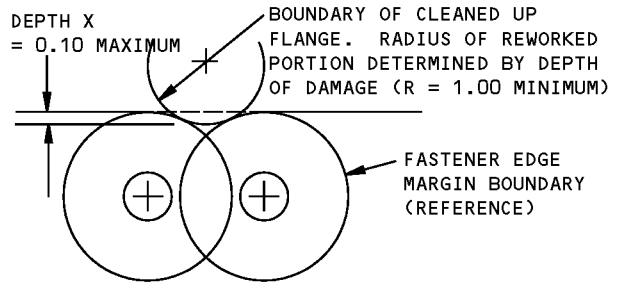 DEPTH X
= 0.10 MAXIMUM
BOUNDARY OF CLEANED UP
FLANGE. RADIUS OF REWORKED
PORTION DETERMINED BY DEPTH
OF DAMAGE (R = 1.00 MINIMUM)
FASTENER EDGE
MARGIN BOUNDARY
(REFERENCE)